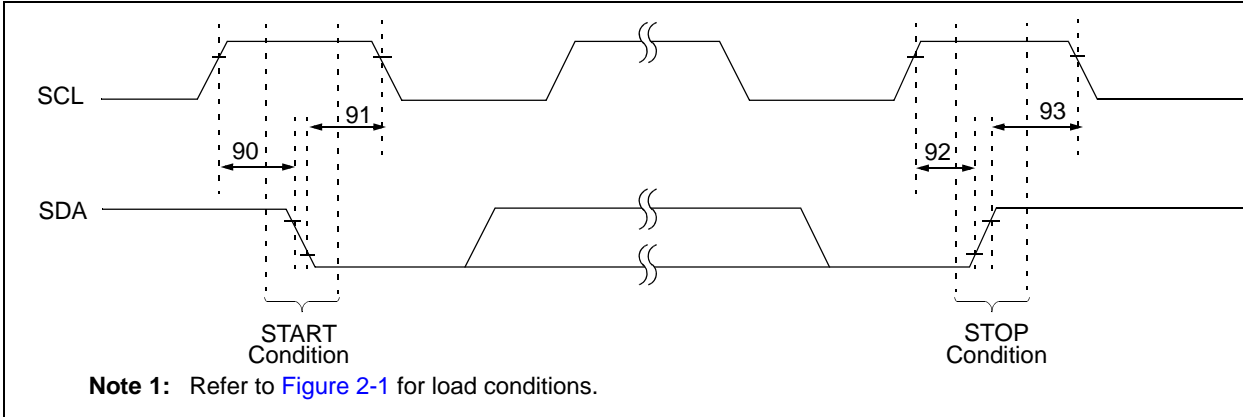 SCL
91
93
90
92
SDA
START
Condition
STOP
Condition
Note 1: Refer to Figure 2-1 for load conditions.